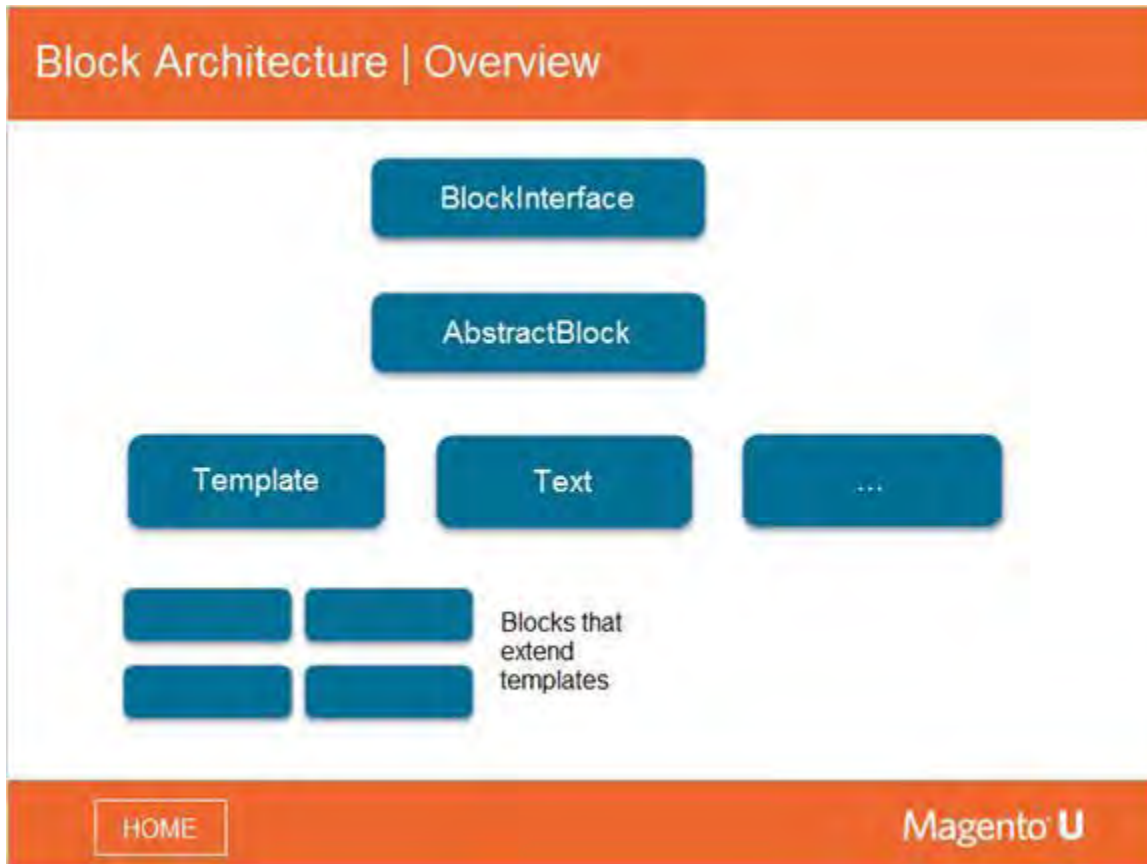 Block Architecture | Overview
BlockInterface
AbstractBlock
Template
Text
...
Blocks that
extend
templates
HOME
Magento U